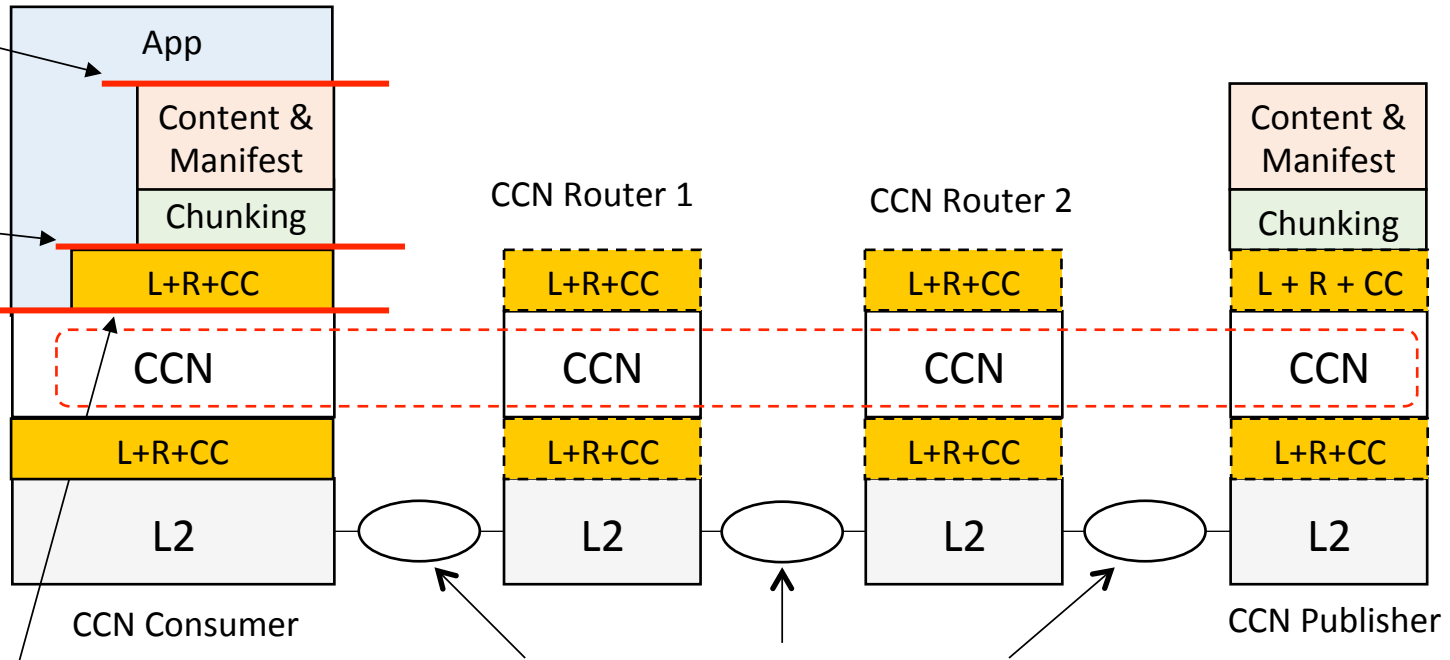 App
Content &
Manifest
Chunking
L+R+CC
CCN
L+R+CC
L2
CCN Consumer
CCN Router 1
L+R+CC
CCN
L+R+CC
L2
CCN Router 2
L+R+CC
CCN
L+R+CC
L2
Content &
Manifest
Chunking
L + R + CC
CCN
L+R+CC
L2
CCN Publisher